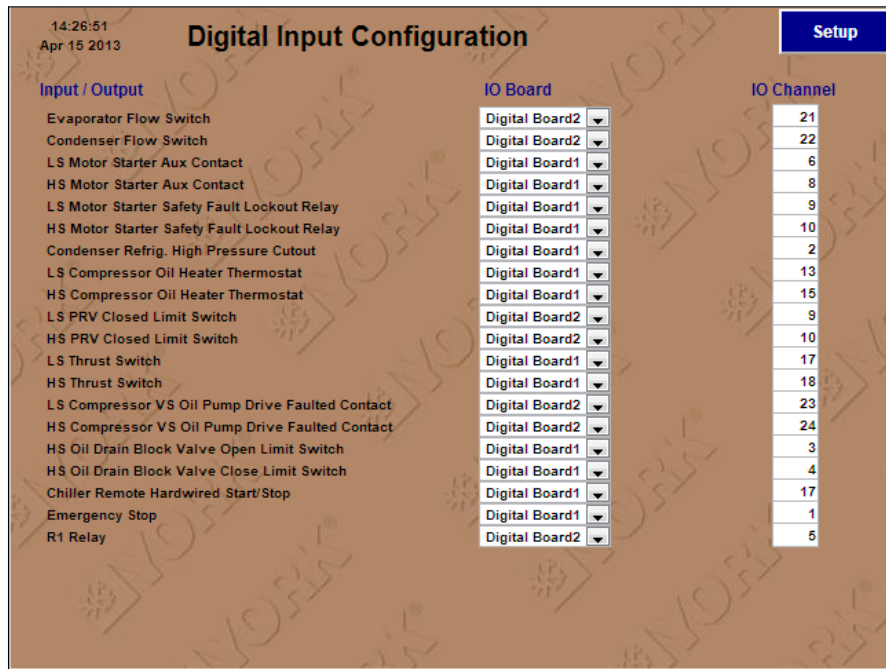 14:26:51
Apr 15 2013
Digital Input Configuration
Setup
Input / Output IO Board IO Channel
Evaporator Flow Switch Digital Board2 21
Condenser Flow Switch Digital Board2 22
LS Motor Starter Aux Contact Digital Board1 6
HS Motor Starter Aux Contact Digital Board1 8
LS Motor Starter Safety Fault Lockout Relay Digital Board1 9
HS Motor Starter Safety Fault Lockout Relay Digital Board1 10
Condenser Refrig. High Pressure Cutout Digital Board1 2
LS Compressor Oil Heater Thermostat Digital Board1 13
HS Compressor Oil Heater Thermostat Digital Board1 15
LS PRV Closed Limit Switch Digital Board2 9
HS PRV Closed Limit Switch Digital Board2 10
LS Thrust Switch Digital Board1 17
HS Thrust Switch Digital Board1 18
LS Compressor VS Oil Pump Drive Faulted Contact Digital Board2 23
HS Compressor VS Oil Pump Drive Faulted Contact Digital Board2 24
HS Oil Drain Block Valve Open Limit Switch Digital Board1 3
HS Oil Drain Block Valve Close Limit Switch Digital Board1 4
Chiller Remote Hardwired Start/Stop Digital Board1 17
Emergency Stop Digital Board1 1
R1 Relay Digital Board2 5
YORK®